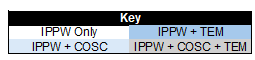 Key
IPPW Only IPPW + TEM
IPPW + COSC IPPW + COSC + TEM